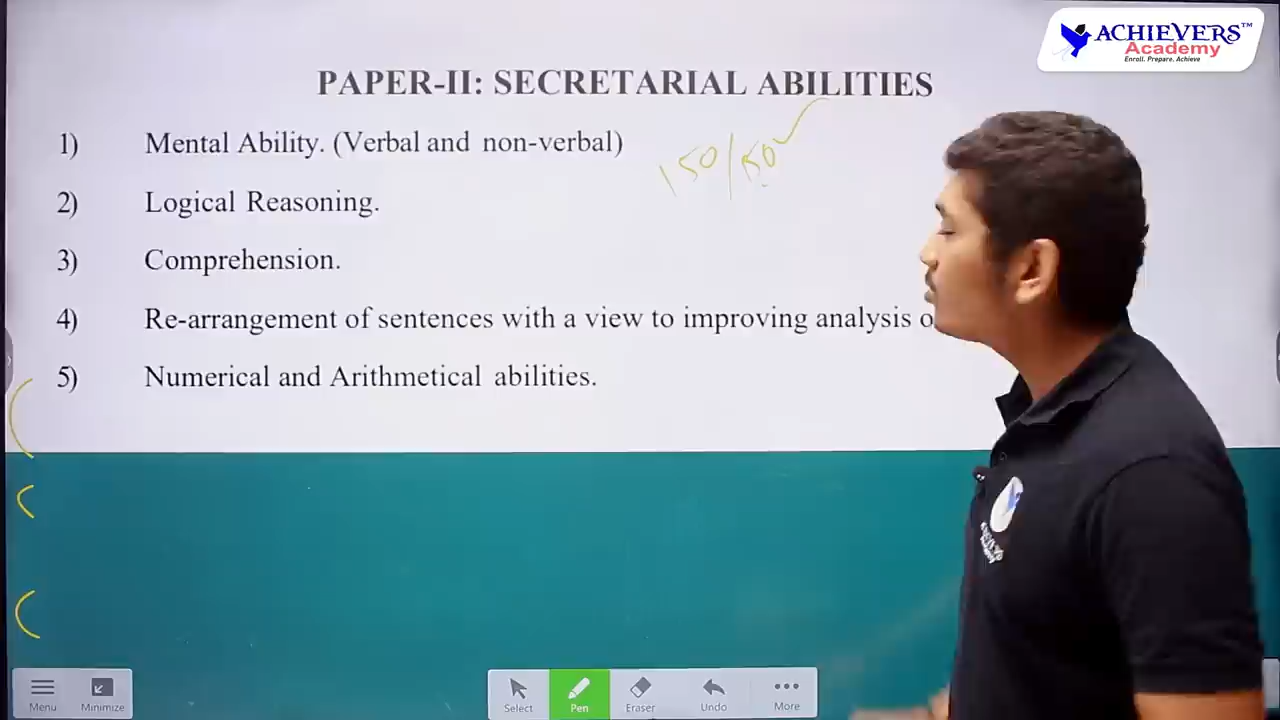 ACHIEVERS™
Academy
Enroll. Prepare. Achieve
PAPER-II: SECRETARIAL ABILITIES
1) Mental Ability. (Verbal and non-verbal)
150/150
2) Logical Reasoning.
3) Comprehension.
4) Re-arrangement of sentences with a view to improving analysis o
5) Numerical and Arithmetical abilities.
Menu Minimize Select Pen Eraser Undo More